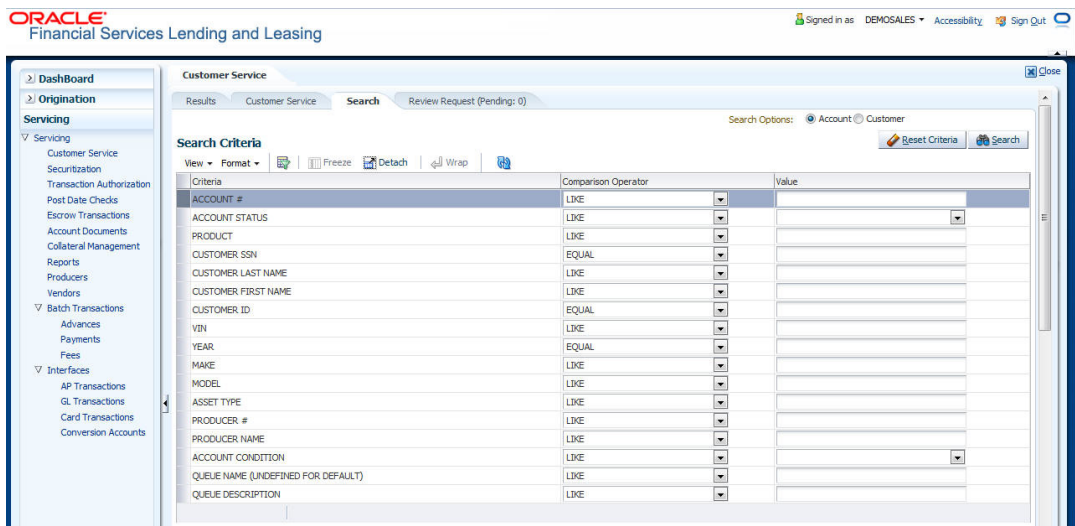 ORACLE
Financial Services Lending and Leasing
Signed in as DEMOSALES Accessibility Sign Out
Close
DashBoard
Origination
Servicing
Servicing
Customer Service
Securitization
Transaction Authorization
Post Date Checks
Escrow Transactions
Account Documents
Collateral Management
Reports
Producers
Vendors
Batch Transactions
Advances
Payments
Fees
Interfaces
AP Transactions
GL Transactions
Card Transactions
Conversion Accounts
Customer Service
Results Customer Service Search Review Request (Pending: 0)
Search Options: Account Customer
Search Criteria
Reset Criteria Search
View Format Freeze Detach Wrap
Criteria Comparison Operator Value
ACCOUNT # LIKE
ACCOUNT STATUS LIKE
PRODUCT LIKE
CUSTOMER SSN EQUAL
CUSTOMER LAST NAME LIKE
CUSTOMER FIRST NAME LIKE
CUSTOMER ID EQUAL
VIN LIKE
YEAR EQUAL
MAKE LIKE
MODEL LIKE
ASSET TYPE LIKE
PRODUCER # LIKE
PRODUCER NAME LIKE
ACCOUNT CONDITION LIKE
QUEUE NAME (UNDEFINED FOR DEFAULT) LIKE
QUEUE DESCRIPTION LIKE